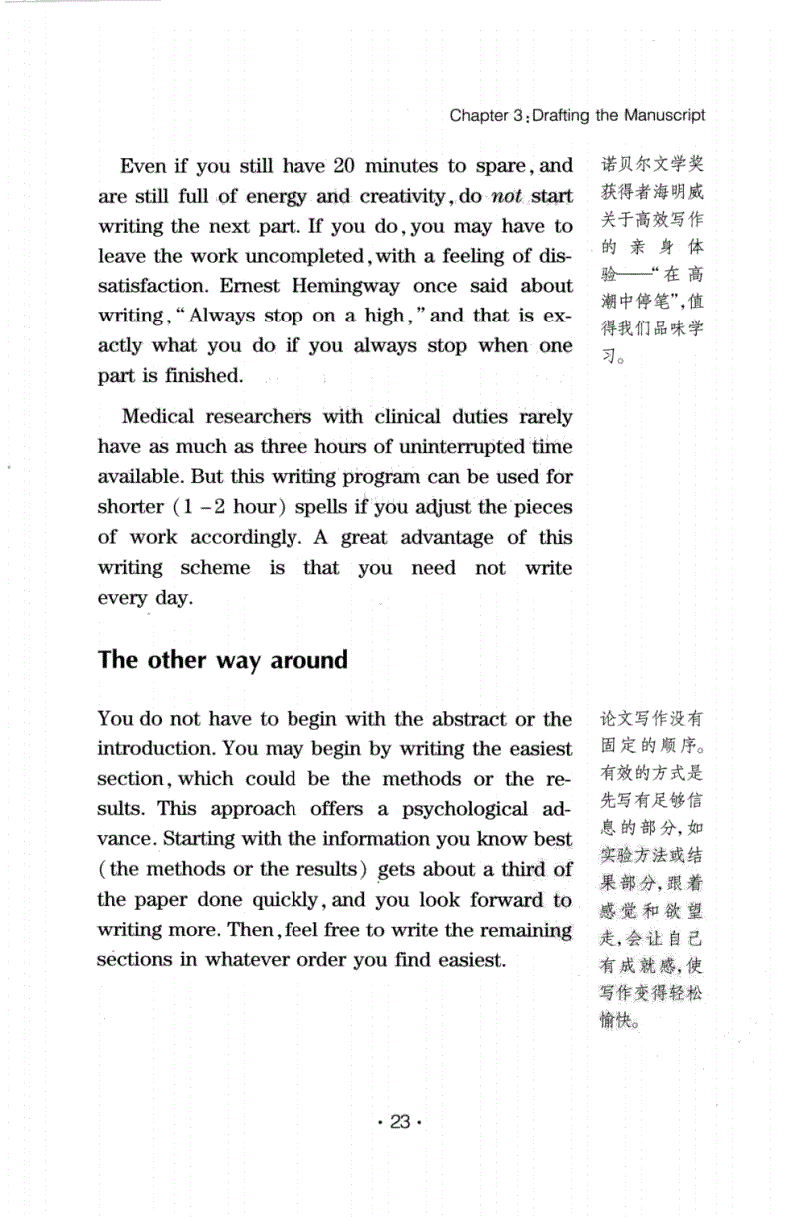 Chapter 3:Drafting the Manuscript
Even if you still have 20 minutes to spare, and
are still full of energy and creativity, do not start
writing the next part. If you do, you may have to
leave the work uncompleted, with a feeling of dis-
satisfaction. Ernest Hemingway once said about
writing, "Always stop on a high," and that is ex-
actly what you do if you always stop when one
part is finished.
诺贝尔文学奖
获得者海明威
关于高效写作
的亲身体
验——“在高
潮中停笔”,值
得我们品味学
习。
Medical researchers with clinical duties rarely
have as much as three hours of uninterrupted time
available. But this writing program can be used for
shorter (1-2 hour) spells if you adjust the pieces
of work accordingly. A great advantage of this
writing scheme is that you need not write
every day.
The other way around
You do not have to begin with the abstract or the
introduction. You may begin by writing the easiest
section, which could be the methods or the re-
sults. This approach offers a psychological ad-
vance. Starting with the information you know best
(the methods or the results) gets about a third of
the paper done quickly, and you look forward to
writing more. Then, feel free to write the remaining
sections in whatever order you find easiest.
论文写作没有
固定的顺序。
有效的方式是
先写有足够信
息的部分,如
实验方法或结
果部分,跟着
感觉和欲望
走,会让自己
有成就感,使
写作变得轻松
愉快。
·23·